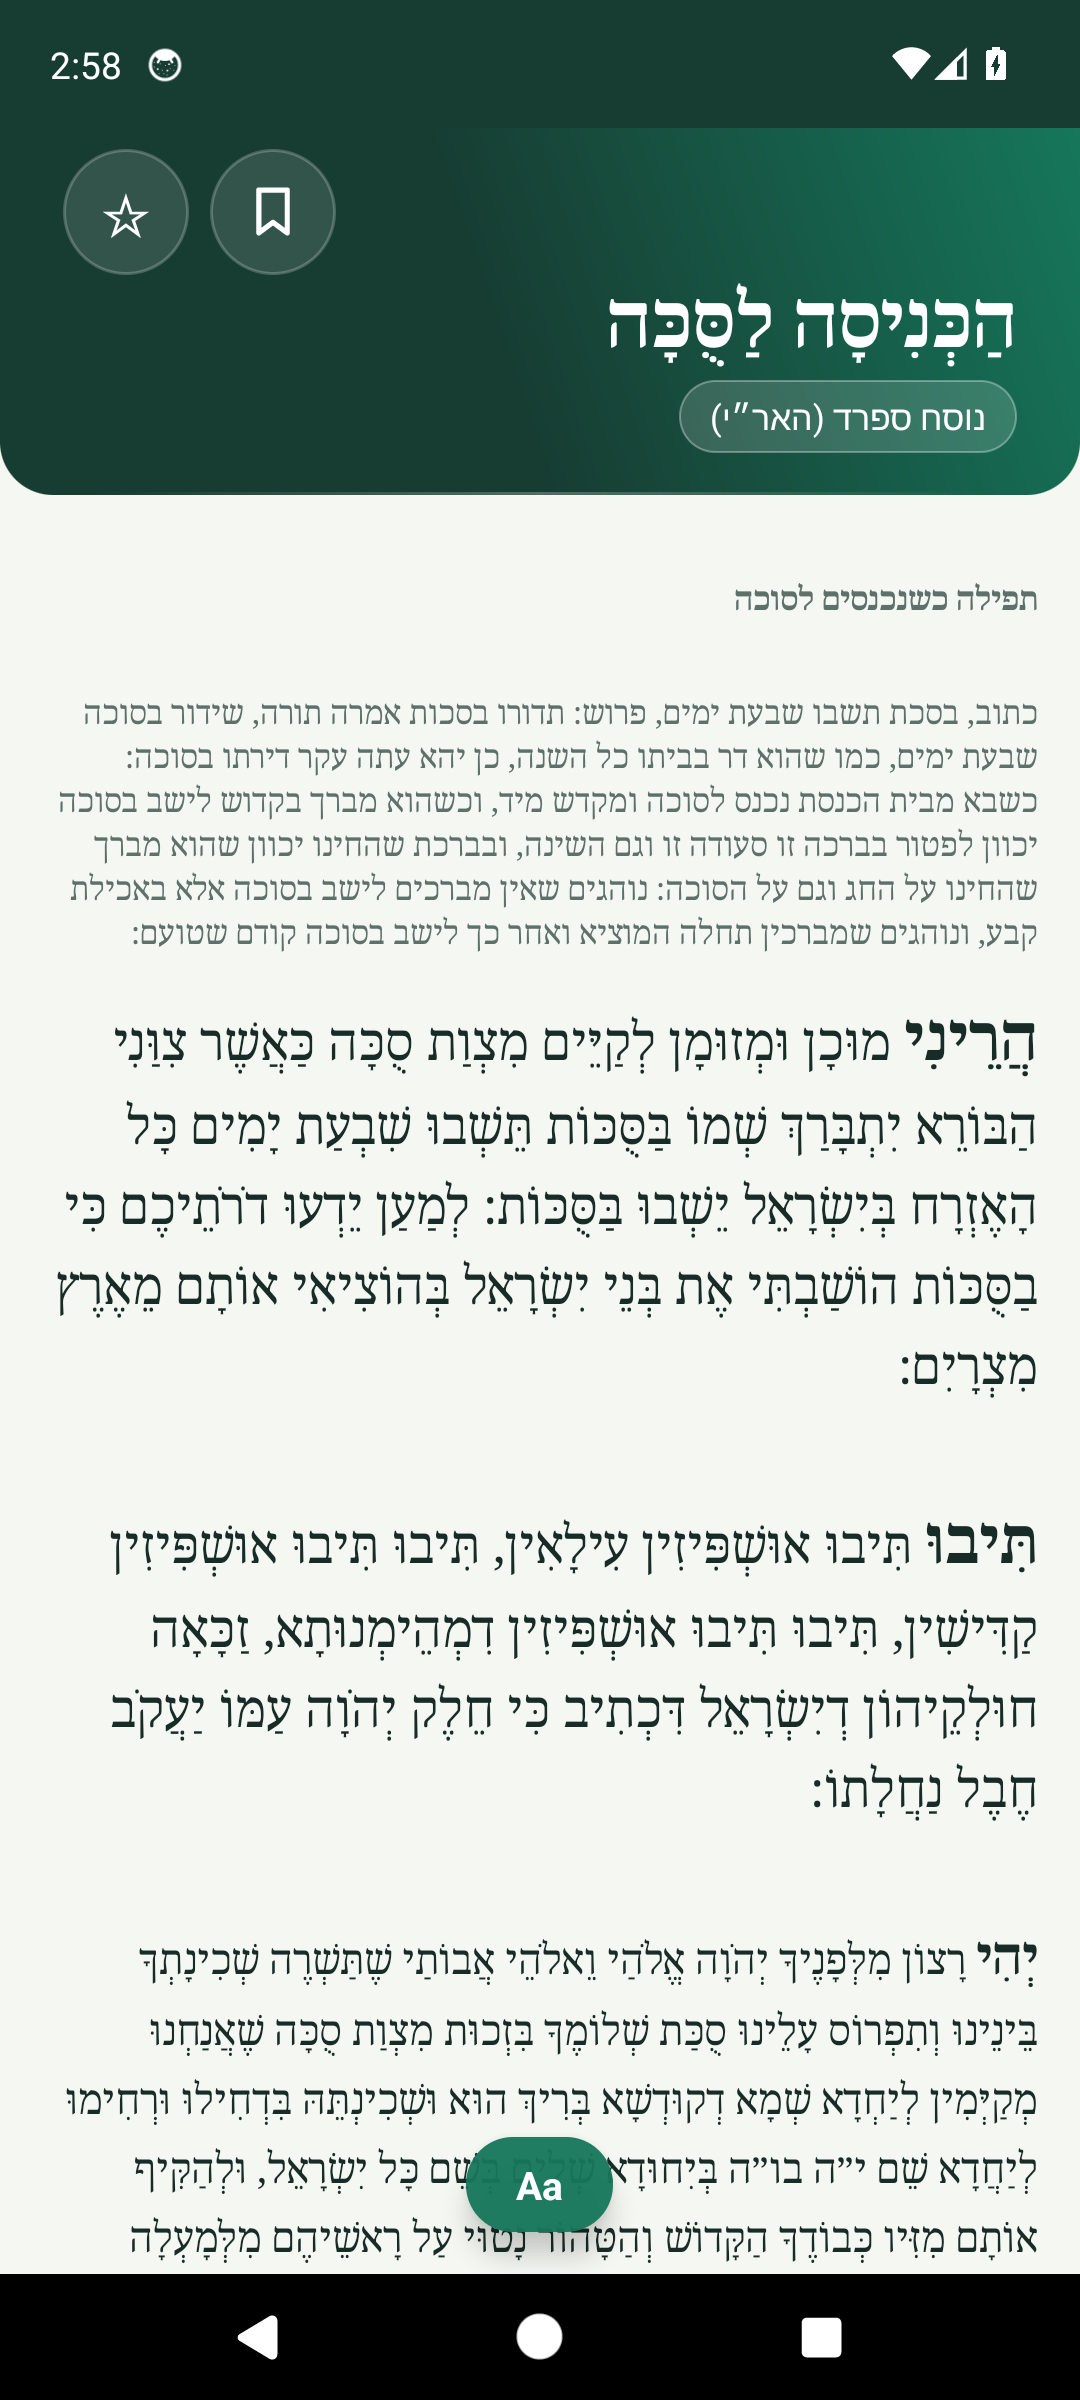 2:58
הַכְּנִיסָה לַסֻּכָּה
נוסח ספרד (האר״י)
תפילה כשנכנסים לסוכה
כתוב, בסכת תשבו שבעת ימים, פרוש: תדורו בסכות אמרה תורה, שידור בסוכה
שבעת ימים, כמו שהוא דר בביתו כל השנה, כן יהא עתה עקר דירתו בסוכה:
כשבא מבית הכנסת נכנס לסוכה ומקדש מיד, וכשהוא מברך בקדוש לישב בסוכה
יכוון לפטור בברכה זו סעודה זו וגם השינה, ובברכת שהחינו יכוון שהוא מברך
שהחינו על החג וגם על הסוכה: נוהגים שאין מברכים לישב בסוכה אלא באכילת
קבע, ונוהגים שמברכין תחלה המוציא ואחר כך לישב בסוכה קודם שטועם:
הֲרֵינִי מוּכָן וּמְזוּמָן לְקַיֵּים מִצְוַת סֻכָּה כַּאֲשֶׁר צִוַּנִי
הַבּוֹרֵא יִתְבָּרַךְ שְׁמוֹ בַּסֻּכּוֹת תֵּשְׁבוּ שִׁבְעַת יָמִים כָּל
הָאֶזְרָח בְּיִשְׂרָאֵל יֵשְׁבוּ בַּסֻּכּוֹת: לְמַעַן יֵדְעוּ דֹרֹתֵיכֶם כִּי
בַסֻּכּוֹת הוֹשַׁבְתִּי אֶת בְּנֵי יִשְׂרָאֵל בְּהוֹצִיאִי אוֹתָם מֵאֶרֶץ
מִצְרָיִם:
תִּיבוּ תִּיבוּ אוּשְׁפִּיזִין עִילָאִין, תִּיבוּ תִּיבוּ אוּשְׁפִּיזִין
קַדִּישִׁין, תִּיבוּ תִּיבוּ אוּשְׁפִּיזִין דִמְהֵימְנוּתָא, זַכָּאָה
חוּלְקֵיהוֹן דְיִשְׂרָאֵל דִּכְתִיב כִּי חֵלֶק יְהֹוָה עַמּוֹ יַעֲקֹב
חֶבֶל נַחֲלָתוֹ:
יְהִי רָצוֹן מִלְּפָנֶיךָ יְהֹוָה אֱלֹהַי וֵאלֹהֵי אֲבוֹתַי שֶׁתַּשְׁרֶה שְׁכִינָתְךָ
בֵּינֵינוּ וְתִפְרוֹס עָלֵינוּ סֻכַּת שְׁלוֹמֶךָ בִּזְכוּת מִצְוַת סֻכָּה שֶׁאֲנַחְנוּ
מְקַיְּמִין לְיַחְדָא שְׁמָא דְקוּדְשָׁא בְּרִיךְ הוּא וּשְׁכִינְתֵּהּ בִּדְחִילוּ וּרְחִימוּ
לְיַחֲדָא שֵׁם י״ה בו״ה בְּיִחוּדָא שְׁלִים בְּשֵׁם כָּל יִשְׂרָאֵל, וּלְהַקִּיף
אוֹתָם מִזִּיו כְּבוֹדֶךָ הַקָּדוֹשׁ וְהַטָּהוֹר נָטוּי עַל רָאשֵׁיהֶם מִלְּמָעְלָה
Aa